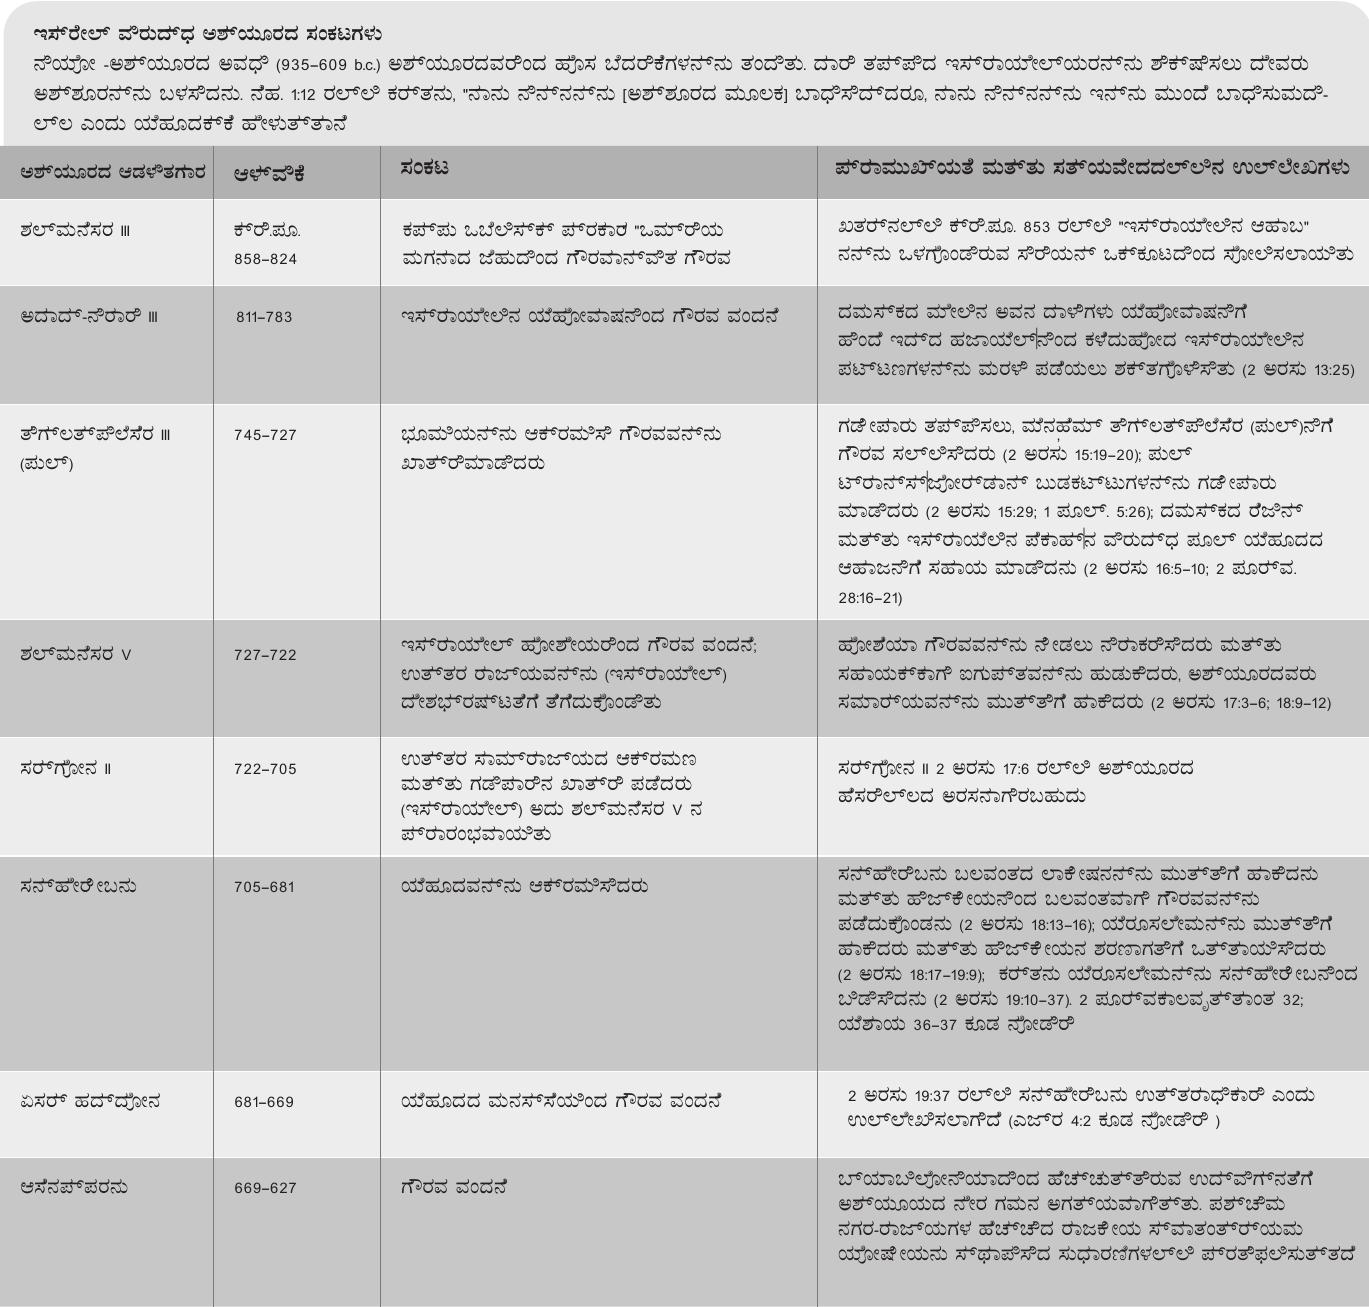 ಇಸ್ರೇಲ್ ವಿರುದ್ಧ ಅಶ್ಯೂರದ ಸಂಕಟಗಳು
ನಿಯೋ -ಅಶ್ಯೂರದ ಅವಧಿ (935–609 b.c.) ಅಶ್ಯೂರದವರಿಂದ ಹೊಸ ಬೆದರಿಕೆಗಳನ್ನು ತಂದಿತು. ದಾರಿ ತಪ್ಪಿದ ಇಸ್ರಾಯೇಲ್ಯರನ್ನು ಶಿಕ್ಷಿಸಲು ದೇವರು
ಅಶ್ಶೂರನ್ನು ಬಳಸಿದನು. ನೆಹ. 1:12 ರಲ್ಲಿ ಕರ್ತನು, "ನಾನು ನಿನ್ನನ್ನು [ಅಶ್ಶೂರದ ಮೂಲಕ] ಬಾಧಿಸಿದ್ದರೂ, ನಾನು ನಿನ್ನನ್ನು ಇನ್ನು ಮುಂದೆ ಬಾಧಿಸುಮದಿ-
ಲ್ಲ ಎಂದು ಯೆಹೂದಕ್ಕೆ ಹೇಳುತ್ತಾನೆ
ಅಶ್ಯೂರದ ಆಡಳಿತಗಾರ
ಆಳ್ವಿಕೆ
ಸಂಕಟ
ಪ್ರಾಮುಖ್ಯತೆ ಮತ್ತು ಸತ್ಯವೇದದಲ್ಲಿನ ಉಲ್ಲೇಖಗಳು
ಶಲ್ಮನೆಸರ III
ಕ್ರಿ.ಪೂ.
858–824
ಕಪ್ಪು ಒಬೆಲಿಸ್ಕ್ ಪ್ರಕಾರ "ಒಮ್ರಿಯ
ಮಗನಾದ ಜೆಹುದಿಂದ ಗೌರವಾನ್ವಿತ ಗೌರವ
ಖತರ್ನಲ್ಲಿ ಕ್ರಿ.ಪೂ. 853 ರಲ್ಲಿ "ಇಸ್ರಾಯೇಲಿನ ಆಹಾಬ"
ನನ್ನು ಒಳಗೊಂಡಿರುವ ಸಿರಿಯನ್ ಒಕ್ಕೂಟದಿಂದ ಸೋಲಿಸಲಾಯಿತು
ಅದಾದ್-ನಿರಾರಿ III
811–783
ಇಸ್ರಾಯೇಲಿನ ಯೆಹೋವಾಷನಿಂದ ಗೌರವ ವಂದನೆ
ದಮಸ್ಕದ ಮೇಲಿನ ಅವನ ದಾಳಿಗಳು ಯೆಹೋವಾಷನಿಗೆ
ಹಿಂದೆ ಇದ್ದ ಹಜಾಯೆಲ್‌ನಿಂದ ಕಳೆದುಹೋದ ಇಸ್ರಾಯೇಲಿನ
ಪಟ್ಟಣಗಳನ್ನು ಮರಳಿ ಪಡೆಯಲು ಶಕ್ತಗೊಳಿಸಿತು (2 ಅರಸು 13:25)
ತಿಗ್ಲತ್ಪಿಲೆಸೆರ III
(ಪುಲ್)
745–727
ಭೂಮಿಯನ್ನು ಆಕ್ರಮಿಸಿ ಗೌರವವನ್ನು
ಖಾತ್ರಿಮಾಡಿದರು
ಗಡೀಪಾರು ತಪ್ಪಿಸಲು, ಮೆನಹೆಮ್ ತಿಗ್ಲತ್ಪಿಲೆಸೆರ (ಪುಲ್)ನಿಗೆ
ಗೌರವ ಸಲ್ಲಿಸಿದರು (2 ಅರಸು 15:19–20); ಪುಲ್
ಟ್ರಾನ್ಸ್‌ಜೋರ್ಡಾನ್ ಬುಡಕಟ್ಟುಗಳನ್ನು ಗಡೀಪಾರು
ಮಾಡಿದರು (2 ಅರಸು 15:29; 1 ಪೂಲ್. 5:26); ದಮಸ್ಕದ ರೆಜಿನ್
ಮತ್ತು ಇಸ್ರಾಯೆಲಿನ ಪೆಕಾಹ್‌ನ ವಿರುದ್ಧ ಪೂಲ್ ಯೆಹೂದದ
ಆಹಾಜನಿಗೆ ಸಹಾಯ ಮಾಡಿದನು (2 ಅರಸು 16:5–10; 2 ಪೂರ್ವ.
28:16–21)
ಶಲ್ಮನೆಸರ V
727–722
ಇಸ್ರಾಯೇಲ್ ಹೋಶೇಯರಿಂದ ಗೌರವ ವಂದನೆ;
ಉತ್ತರ ರಾಜ್ಯವನ್ನು (ಇಸ್ರಾಯೇಲ್)
ದೇಶಭ್ರಷ್ಟತೆಗೆ ತೆಗೆದುಕೊಂಡಿತು
ಹೋಶೆಯಾ ಗೌರವವನ್ನು ನೀಡಲು ನಿರಾಕರಿಸಿದರು ಮತ್ತು
ಸಹಾಯಕ್ಕಾಗಿ ಐಗುಪ್ತವನ್ನು ಹುಡುಕಿದರು, ಅಶ್ಯೂರದವರು
ಸಮಾರ್ಯವನ್ನು ಮುತ್ತಿಗೆ ಹಾಕಿದರು (2 ಅರಸು 17:3–6; 18:9–12)
ಸರ್ಗೋನ II
722–705
ಉತ್ತರ ಸಾಮ್ರಾಜ್ಯದ ಆಕ್ರಮಣ
ಮತ್ತು ಗಡಿಪಾರಿನ ಖಾತ್ರಿ ಪಡೆದರು
(ಇಸ್ರಾಯೇಲ್) ಅದು ಶಲ್ಮನೆಸರ V ನ
ಪ್ರಾರಂಭವಾಯಿತು
ಸರ್ಗೋನ II 2 ಅರಸು 17:6 ರಲ್ಲಿ ಅಶ್ಯೂರದ
ಹೆಸರಿಲ್ಲದ ಅರಸನಾಗಿರಬಹುದು
ಸನ್ಹೇರೀಬನು
705–681
ಯೆಹೂದವನ್ನು ಆಕ್ರಮಿಸಿದರು
ಸನ್ಹೇರಿಬನು ಬಲವಂತದ ಲಾಕೀಷನನ್ನು ಮುತ್ತಿಗೆ ಹಾಕಿದನು
ಮತ್ತು ಹಿಜ್ಕೀಯನಿಂದ ಬಲವಂತವಾಗಿ ಗೌರವವನ್ನು
ಪಡೆದುಕೊಂಡನು (2 ಅರಸು 18:13–16); ಯೆರೂಸಲೇಮನ್ನು ಮುತ್ತಿಗೆ
ಹಾಕಿದರು ಮತ್ತು ಹಿಜ್ಕೀಯನ ಶರಣಾಗತಿಗೆ ಒತ್ತಾಯಿಸಿದರು
(2 ಅರಸು 18:17–19:9); ಕರ್ತನು ಯೆರೂಸಲೇಮನ್ನು ಸನ್ಹೇರೀಬನಿಂದ
ಬಿಡಿಸಿದನು (2 ಅರಸು 19:10–37). 2 ಪೂರ್ವಕಾಲವೃತ್ತಾಂತ 32;
ಯೆಶಾಯ 36–37 ಕೂಡ ನೋಡಿರಿ
ಏಸರ್ ಹದ್ದೋನ
681–669
ಯೆಹೂದದ ಮನಸ್ಸೆಯಿಂದ ಗೌರವ ವಂದನೆ
2 ಅರಸು 19:37 ರಲ್ಲಿ ಸನ್ಹೇರಿಬನು ಉತ್ತರಾಧಿಕಾರಿ ಎಂದು
ಉಲ್ಲೇಖಿಸಲಾಗಿದೆ (ಎಜ್ರ 4:2 ಕೂಡ ನೋಡಿರಿ )
ಆಸೆನಪ್ಪರನು
669–627
ಗೌರವ ವಂದನೆ
ಬ್ಯಾಬಿಲೋನಿಯಾದಿಂದ ಹೆಚ್ಚುತ್ತಿರುವ ಉದ್ವಿಗ್ನತೆಗೆ
ಅಶ್ಯೂಯದ ನೇರ ಗಮನ ಅಗತ್ಯವಾಗಿತ್ತು. ಪಶ್ಚಿಮ
ನಗರ-ರಾಜ್ಯಗಳ ಹೆಚ್ಚಿದ ರಾಜಕೀಯ ಸ್ವಾತಂತ್ರ್ಯಮ
ಯೋಷೀಯನು ಸ್ಥಾಪಿಸಿದ ಸುಧಾರಣೆಗಳಲ್ಲಿ ಪ್ರತಿಫಲಿಸುತ್ತದೆ